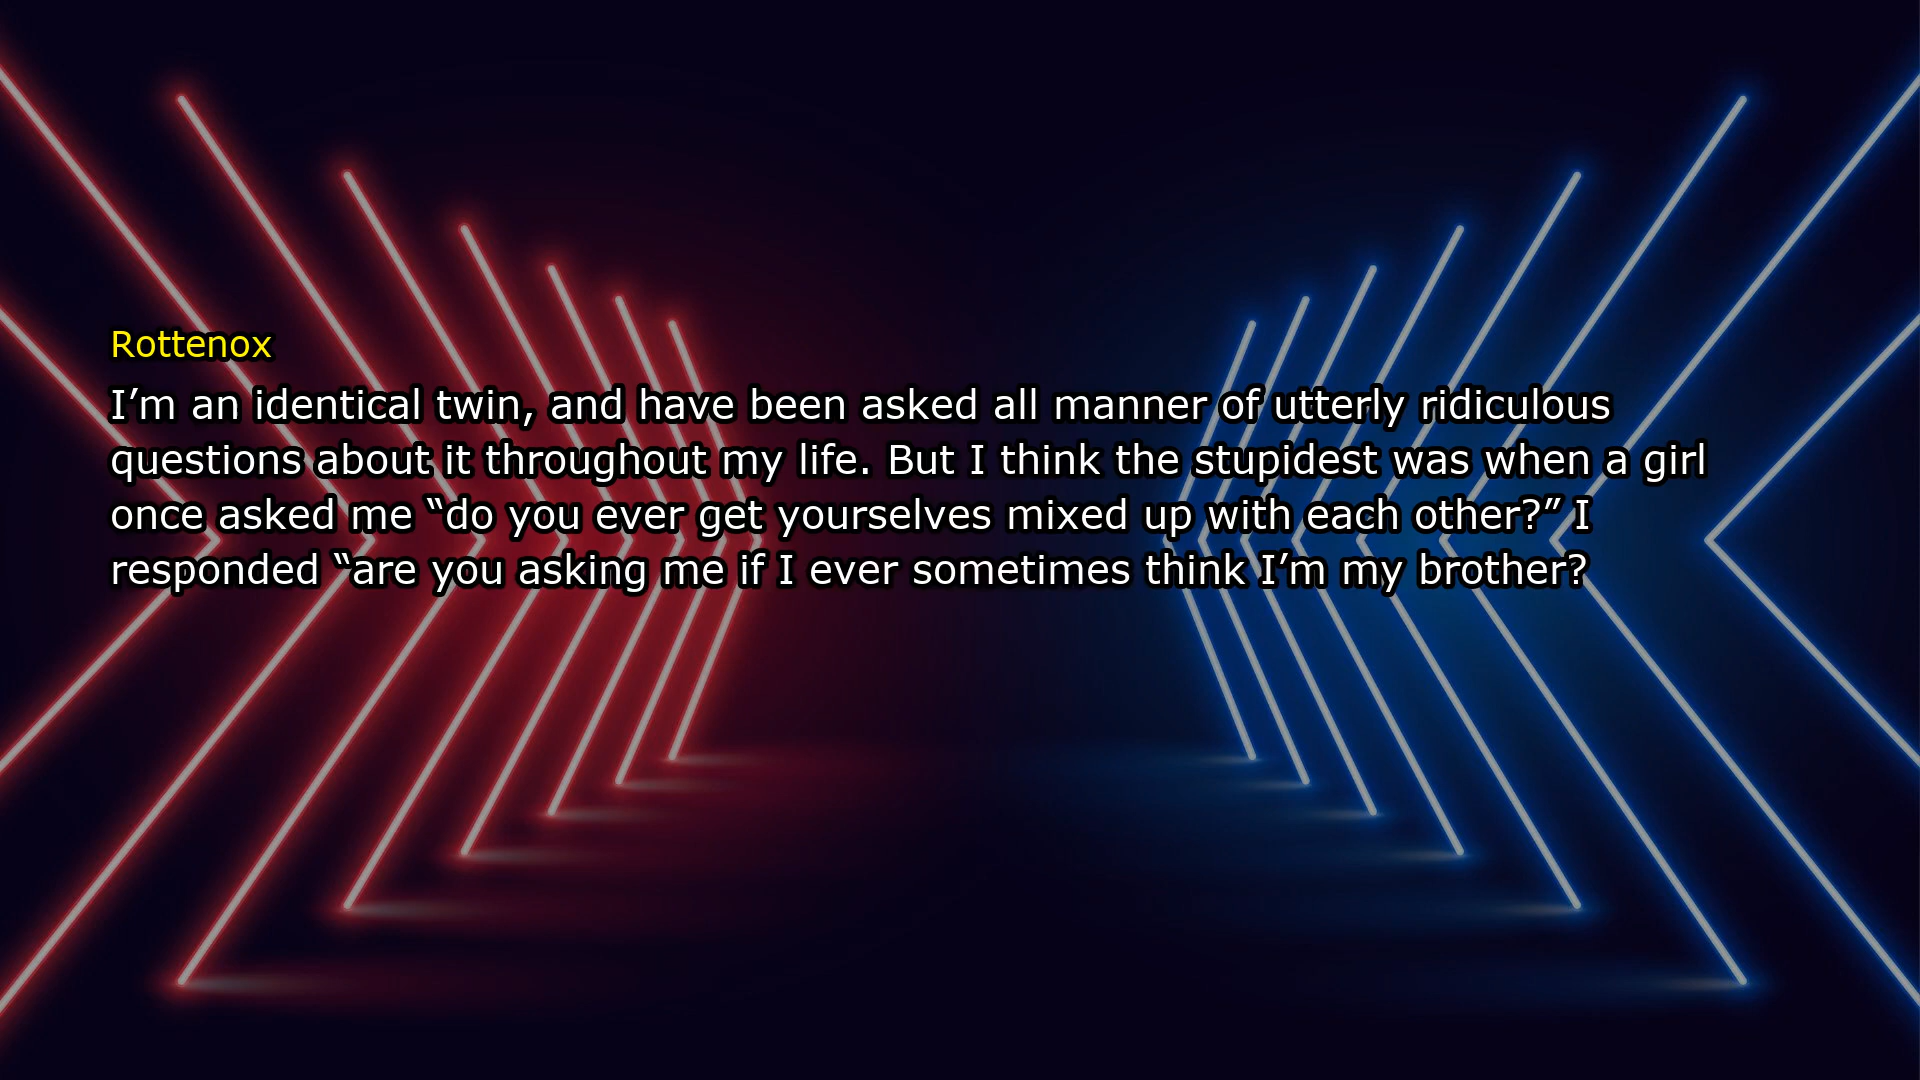 Rottenox
I’m an identical twin, and have been asked all manner of utterly ridiculous
questions about it throughout my life. But I think the stupidest was when a girl
once asked me “do you ever get yourselves mixed up with each other?” I
responded “are you asking me if I ever sometimes think I’m my brother?